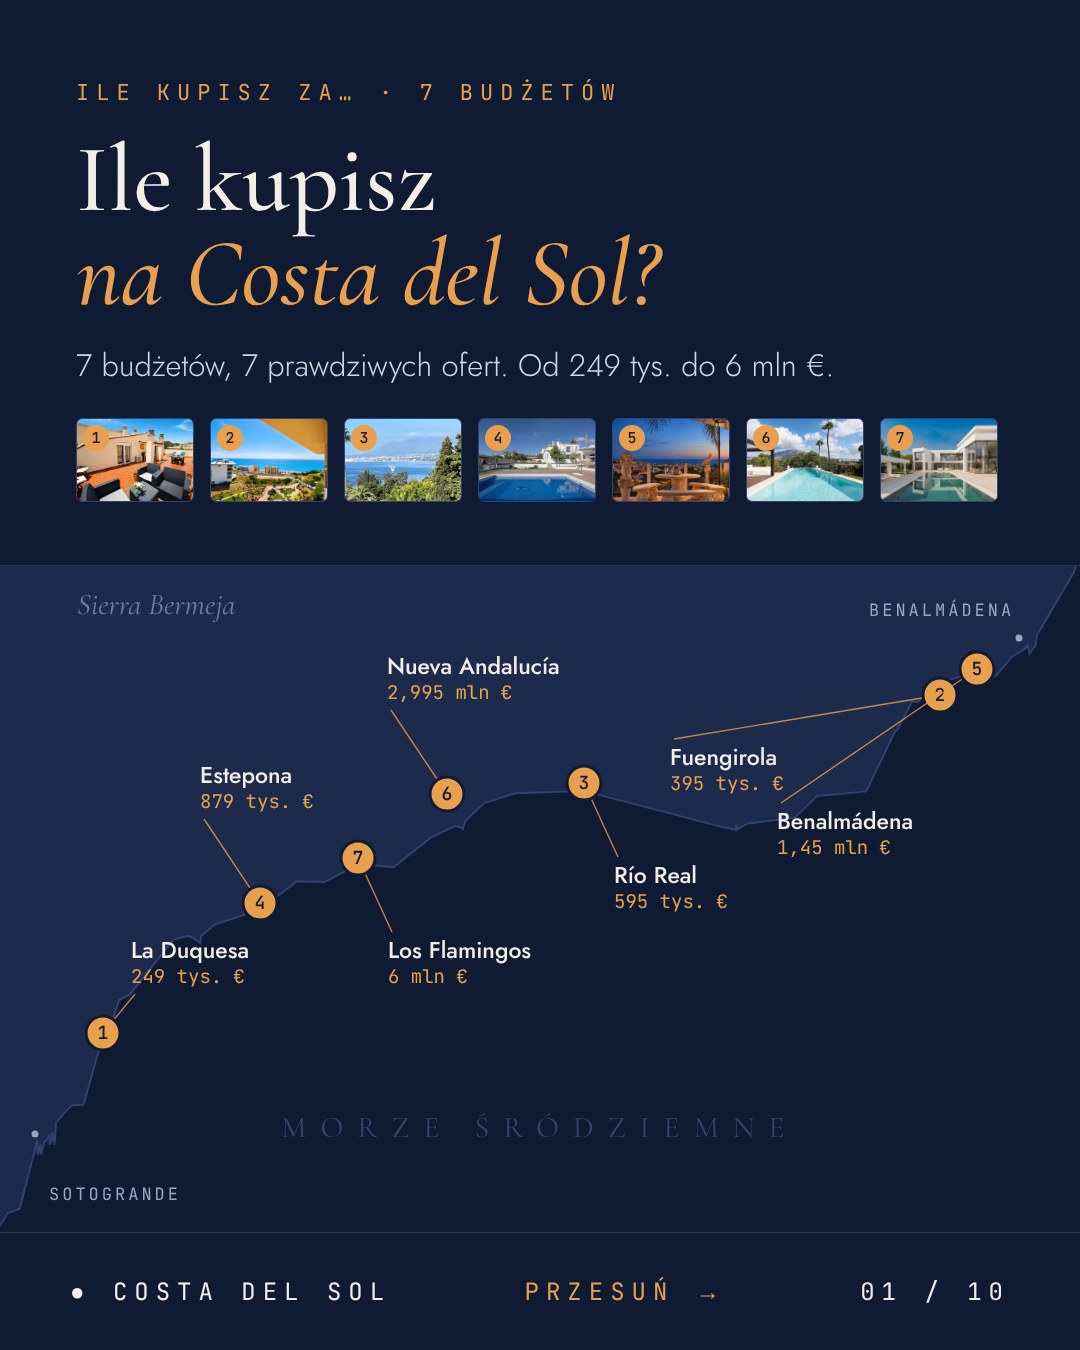 ILE KUPISZ ZA… · 7 BUDŻETÓW
Ile kupisz
na Costa del Sol?
7 budżetów, 7 prawdziwych ofert. Od 249 tys. do 6 mln €.
1 2 3 4 5 6 7
Sierra Bermeja
BENALMÁDENA
Nueva Andalucía
2,995 mln €
5
2
Fuengirola
395 tys. €
Estepona
879 tys. €
6
3
Benalmádena
1,45 mln €
7
Río Real
595 tys. €
4
La Duquesa
249 tys. €
Los Flamingos
6 mln €
1
MORZE ŚRÓDZIEMNE
SOTOGRANDE
• COSTA DEL SOL PRZESUŃ → 01 / 10